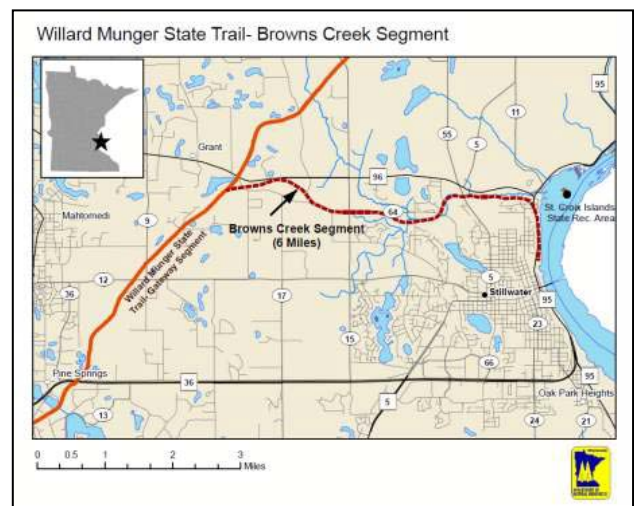 Willard Munger State Trail- Browns Creek Segment
95
11
55
5
Grant
96
St. Croix Islands
State Rec. Area
Mahtomedi
9
64
Browns Creek Segment
(6 Miles)
Willard Munger State
Trail- Gateway Segment
12
36
17
5
Stillwater
95
15
23
66
Pine Springs
36
95
5
Oak Park Heights
13
24
21
0 0.5 1 2 3
Miles